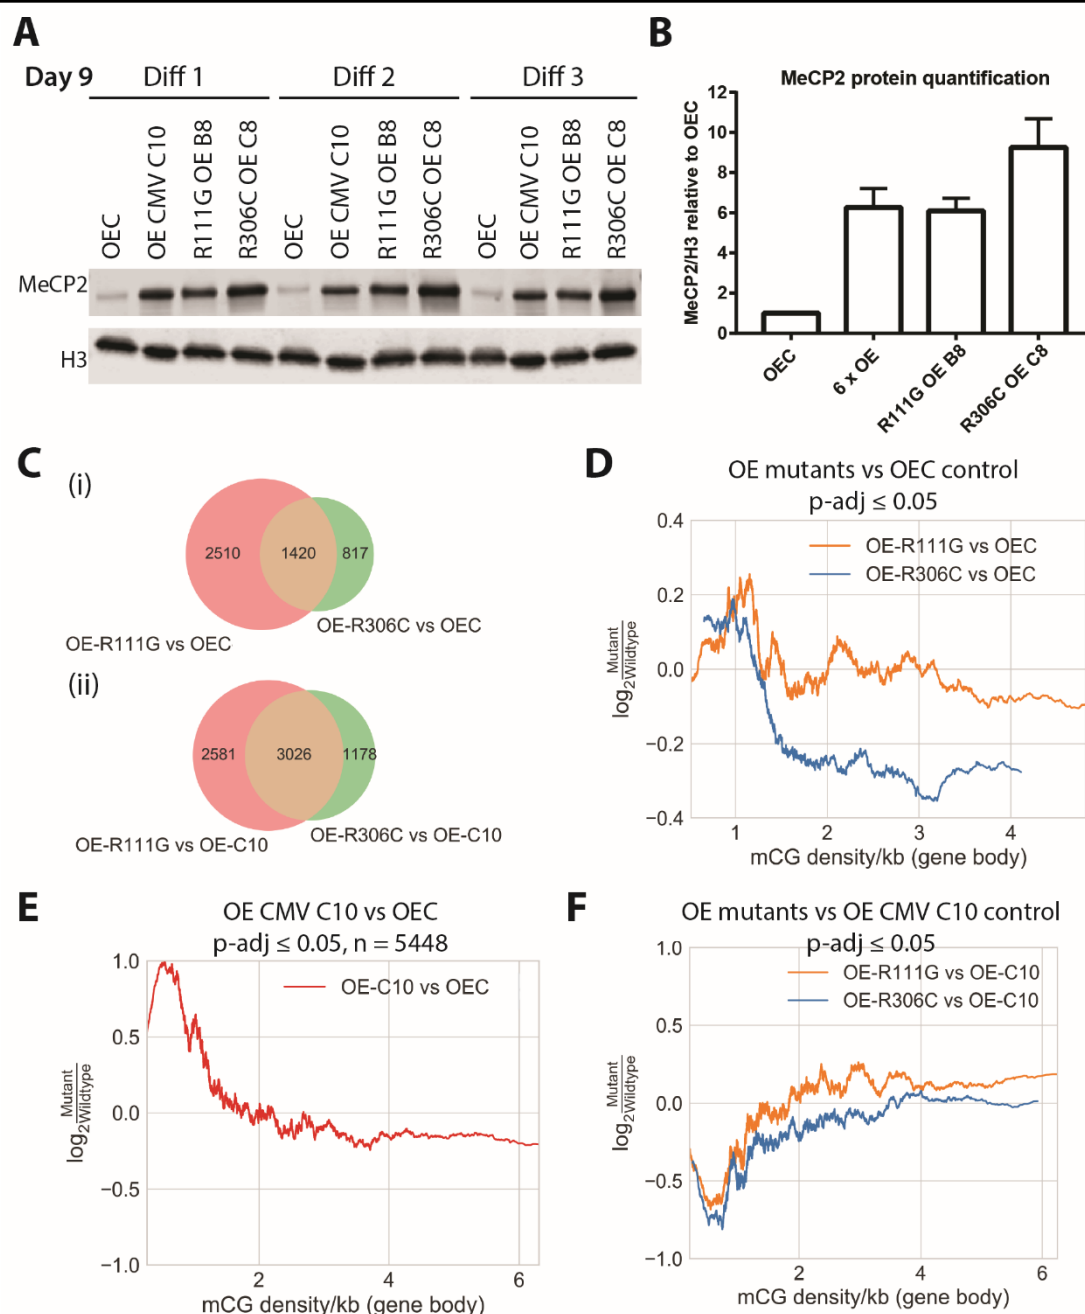 A
Day 9
Diff 1
Diff 2
Diff 3
OEC
OE CMV C10
R111G OE B8
R306C OE C8
OEC
OE CMV C10
R111G OE B8
R306C OE C8
OEC
OE CMV C10
R111G OE B8
R306C OE C8
MeCP2
H3
B
MeCP2 protein quantification
MeCP2/H3 relative to OEC
12
10
8
6
4
2
0
OEC
6 x OE
R111G OE B8
R306C OE C8
C
(i)
2510
1420
817
OE-R111G vs OEC
OE-R306C vs OEC
(ii)
2581
3026
1178
OE-R111G vs OE-C10
OE-R306C vs OE-C10
D
OE mutants vs OEC control
p-adj ≤ 0.05
OE-R111G vs OEC
OE-R306C vs OEC
log2 Mutant
Wildtype
0.4
0.2
0.0
−0.2
−0.4
1
2
3
4
mCG density/kb (gene body)
E
OE CMV C10 vs OEC
p-adj ≤ 0.05, n = 5448
OE-C10 vs OEC
log2 Mutant
Wildtype
1.0
0.5
0.0
−0.5
−1.0
2
4
6
mCG density/kb (gene body)
F
OE mutants vs OE CMV C10 control
p-adj ≤ 0.05
OE-R111G vs OE-C10
OE-R306C vs OE-C10
log2 Mutant
Wildtype
1.0
0.5
0.0
−0.5
−1.0
2
4
6
mCG density/kb (gene body)